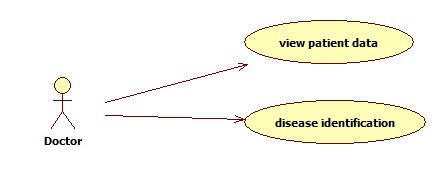 view patient data
Doctor
disease identification